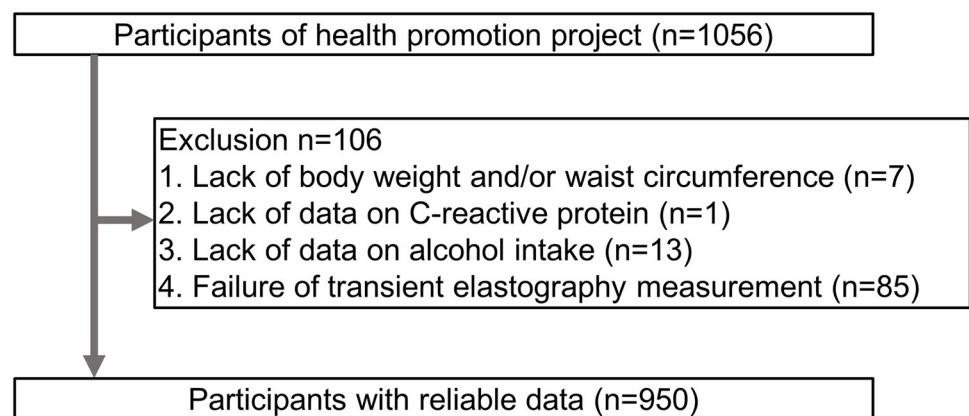 Participants of health promotion project (n=1056)
Exclusion n=106
1. Lack of body weight and/or waist circumference (n=7)
2. Lack of data on C-reactive protein (n=1)
3. Lack of data on alcohol intake (n=13)
4. Failure of transient elastography measurement (n=85)
Participants with reliable data (n=950)